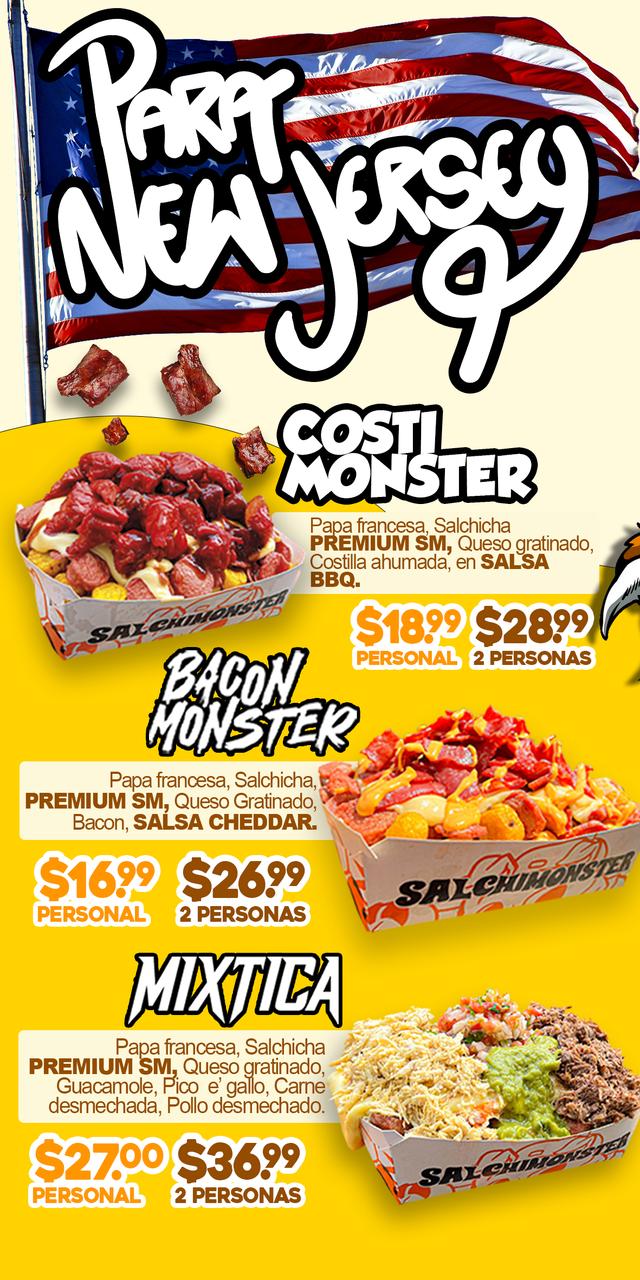 PARA
NEW JERSEY
COSTI
MONSTER
Papa francesa, Salchicha
PREMIUM SM, Queso gratinado,
Costilla ahumada, en SALSA
BBQ.
SALCHIMONSTER
$18.99 $28.99
PERSONAL 2 PERSONAS
BACON
MONSTER
Papa francesa, Salchicha,
PREMIUM SM, Queso Gratinado,
Bacon, SALSA CHEDDAR.
SALCHIMONSTER
$16.99 $26.99
PERSONAL 2 PERSONAS
MIXTICA
Papa francesa, Salchicha
PREMIUM SM, Queso gratinado,
Guacamole, Pico e' gallo, Carne
desmechada, Pollo desmechado.
SALCHIMONSTER
$27.00 $36.99
PERSONAL 2 PERSONAS